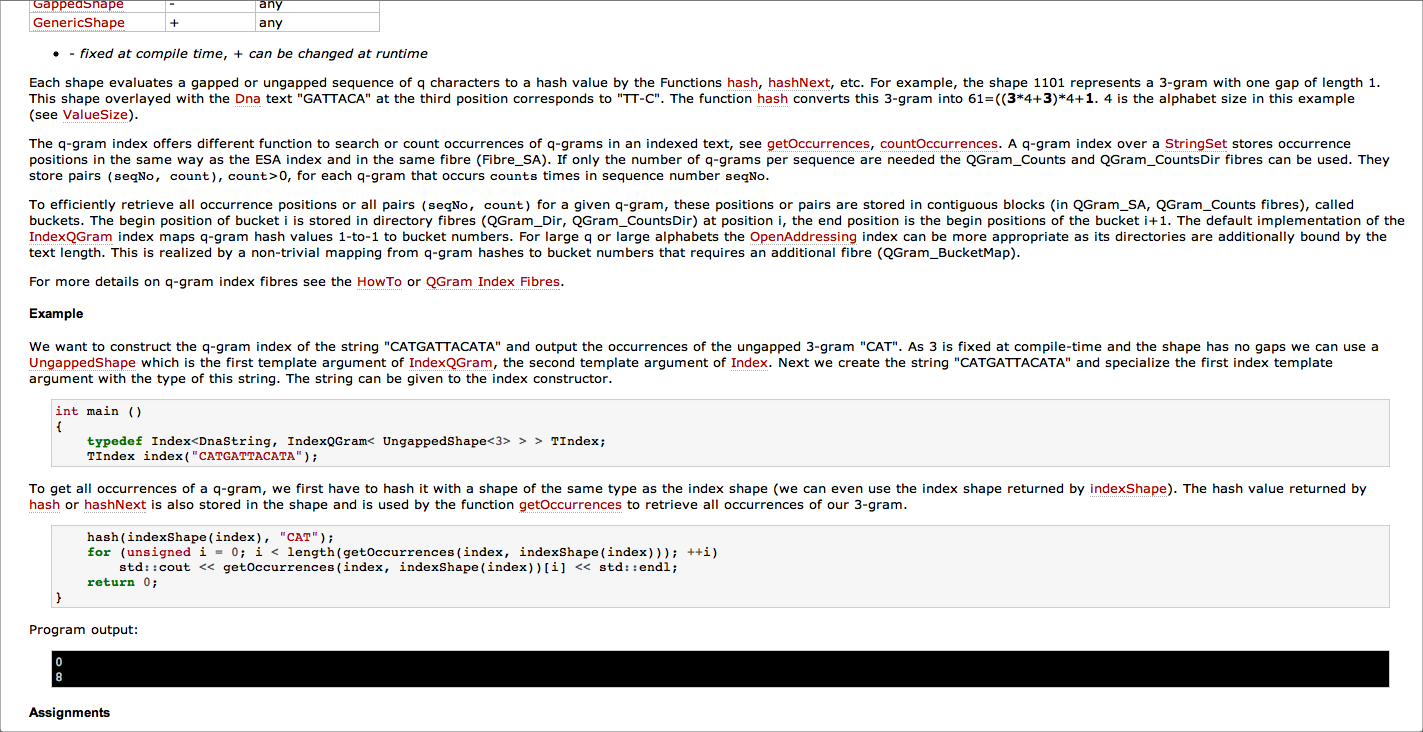 GappedShape - any
GenericShape + any
• - fixed at compile time, + can be changed at runtime
Each shape evaluates a gapped or ungapped sequence of q characters to a hash value by the Functions hash, hashNext, etc. For example, the shape 1101 represents a 3-gram with one gap of length 1.
This shape overlayed with the Dna text "GATTACA" at the third position corresponds to "TT-C". The function hash converts this 3-gram into 61=((3*4+3)*4+1. 4 is the alphabet size in this example
(see ValueSize).
The q-gram index offers different function to search or count occurrences of q-grams in an indexed text, see getOccurrences, countOccurrences. A q-gram index over a StringSet stores occurrence
positions in the same way as the ESA index and in the same fibre (Fibre_SA). If only the number of q-grams per sequence are needed the QGram_Counts and QGram_CountsDir fibres can be used. They
store pairs (seqNo, count), count>0, for each q-gram that occurs counts times in sequence number seqNo.
To efficiently retrieve all occurrence positions or all pairs (seqNo, count) for a given q-gram, these positions or pairs are stored in contiguous blocks (in QGram_SA, QGram_Counts fibres), called
buckets. The begin position of bucket i is stored in directory fibres (QGram_Dir, QGram_CountsDir) at position i, the end position is the begin positions of the bucket i+1. The default implementation of the
IndexQGram index maps q-gram hash values 1-to-1 to bucket numbers. For large q or large alphabets the OpenAddressing index can be more appropriate as its directories are additionally bound by the
text length. This is realized by a non-trivial mapping from q-gram hashes to bucket numbers that requires an additional fibre (QGram_BucketMap).
For more details on q-gram index fibres see the HowTo or QGram Index Fibres.
Example
We want to construct the q-gram index of the string "CATGATTACATA" and output the occurrences of the ungapped 3-gram "CAT". As 3 is fixed at compile-time and the shape has no gaps we can use a
UngappedShape which is the first template argument of IndexQGram, the second template argument of Index. Next we create the string "CATGATTACATA" and specialize the first index template
argument with the type of this string. The string can be given to the index constructor.
int main ()
{
typedef Index<DnaString, IndexQGram< UngappedShape<3> > > TIndex;
TIndex index("CATGATTACATA");
To get all occurrences of a q-gram, we first have to hash it with a shape of the same type as the index shape (we can even use the index shape returned by indexShape). The hash value returned by
hash or hashNext is also stored in the shape and is used by the function getOccurrences to retrieve all occurrences of our 3-gram.
hash(indexShape(index), "CAT");
for (unsigned i = 0; i < length(getOccurrences(index, indexShape(index))); ++i)
std::cout << getOccurrences(index, indexShape(index))[i] << std::endl;
return 0;
}
Program output:
0
8
Assignments